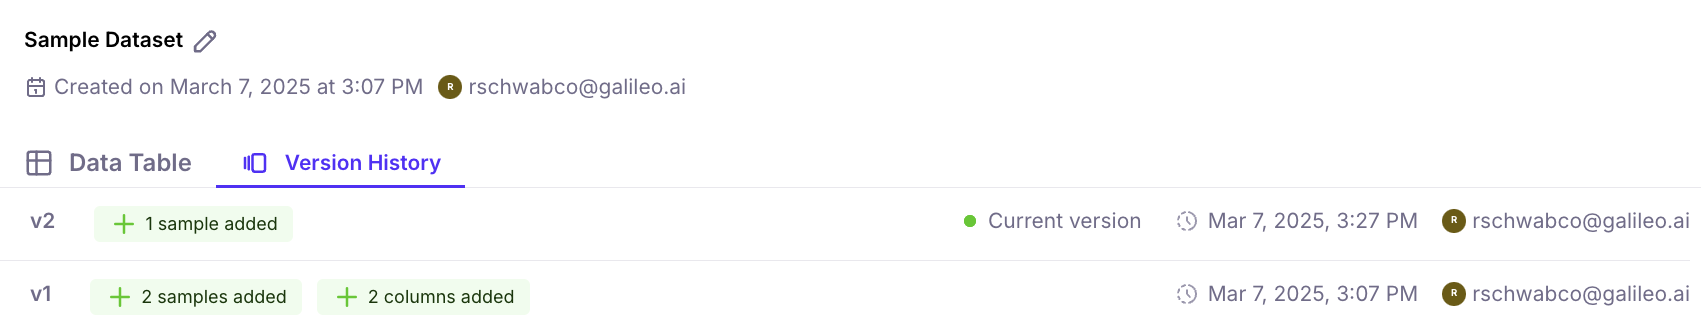 Sample Dataset
Created on March 7, 2025 at 3:07 PM R rschwabco@galileo.ai
Data Table Version History
v2 1 sample added Current version Mar 7, 2025, 3:27 PM R rschwabco@galileo.ai
v1 2 samples added 2 columns added Mar 7, 2025, 3:07 PM R rschwabco@galileo.ai